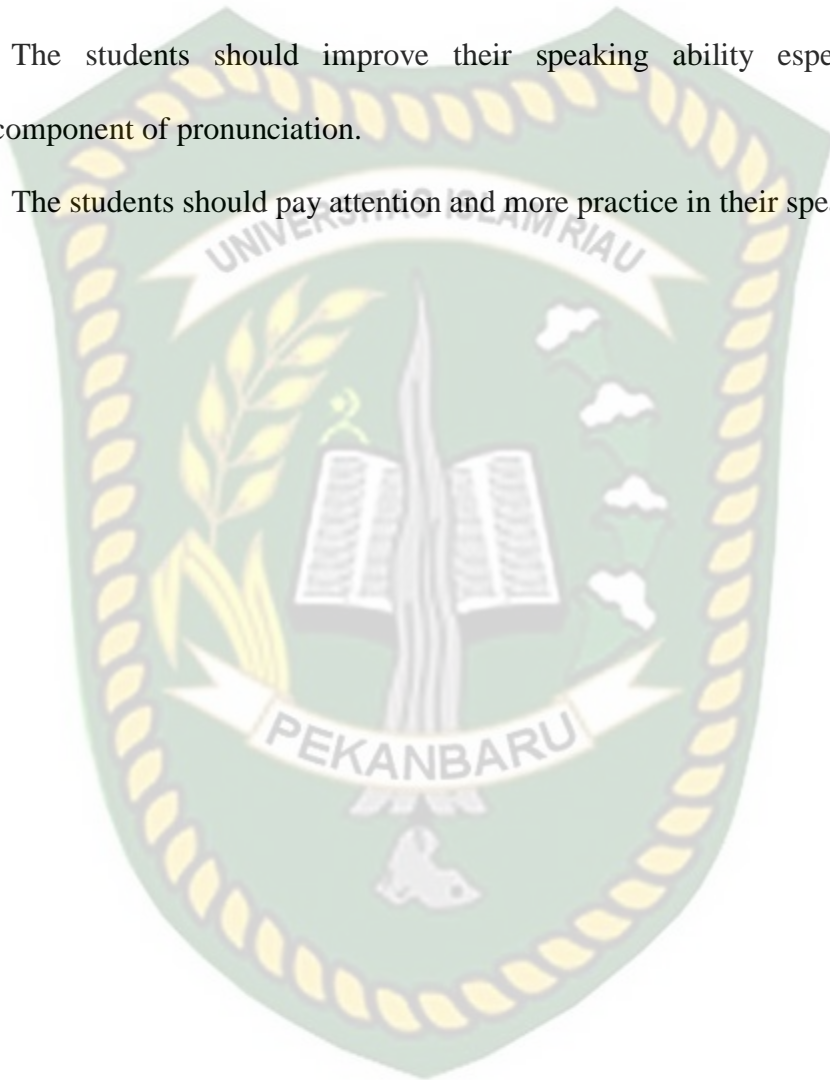 The students should improve their speaking ability espe
component of pronunciation.
The students should pay attention and more practice in their spe
UNIVERSITAS ISLAM RIAU
PEKANBARU